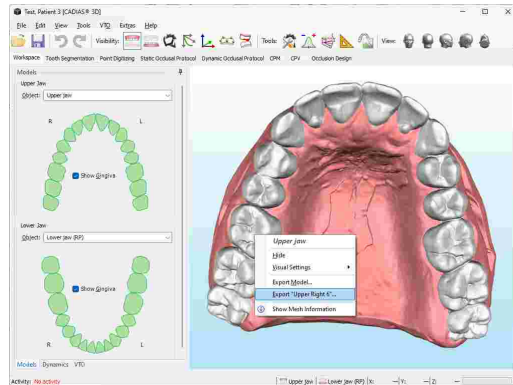 Test, Patient 3 [CADIAS® 3D]
File Edit View Tools VTO Extras Help
Visibility: Tools: View:
Workspace Tooth Segmentation Point Digitizing Static Occlusal Protocol Dynamic Occlusal Protocol CPM CPV Occlusion Design
Models
Upper Jaw
Object: Upper Jaw
R L
Show Gingiva
Lower Jaw
Object: Lower Jaw (RP)
Show Gingiva
R L
Upper jaw
Hide
Visual Settings
Export Model...
Export "Upper Right 6"...
Show Mesh Information
Models Dynamics VTO
Activity: No activity
Upper Jaw Lower Jaw (RP) X: — Y: — Z: —